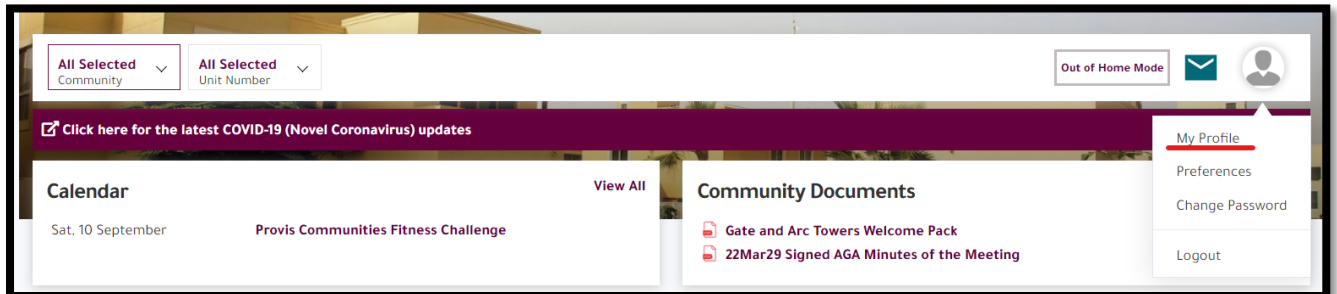 All Selected
Community
All Selected
Unit Number
Out of Home Mode
Click here for the latest COVID-19 (Novel Coronavirus) updates
My Profile
Preferences
Change Password
Logout
Calendar
View All
Sat, 10 September
Provis Communities Fitness Challenge
Community Documents
Gate and Arc Towers Welcome Pack
22Mar29 Signed AGA Minutes of the Meeting